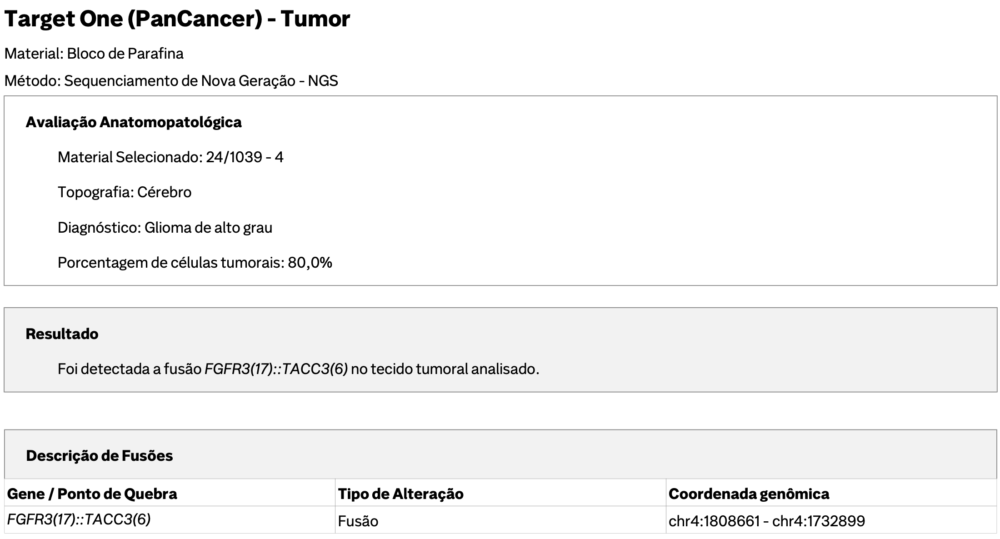 Target One (PanCancer) - Tumor
Material: Bloco de Parafina
Método: Sequenciamento de Nova Geração - NGS
Avaliação Anatomopatológica
Material Selecionado: 24/1039 - 4
Topografia: Cérebro
Diagnóstico: Glioma de alto grau
Porcentagem de células tumorais: 80,0%
Resultado
Foi detectada a fusão FGFR3(17)::TACC3(6) no tecido tumoral analisado.
Descrição de Fusões
Gene / Ponto de Quebra Tipo de Alteração Coordenada genômica
FGFR3(17)::TACC3(6) Fusão chr4:1808661 - chr4:1732899